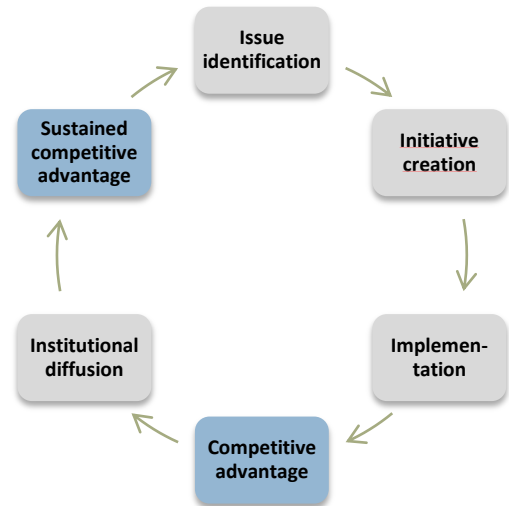 Issue
identification
Initiative
creation
Implemen-
tation
Competitive
advantage
Institutional
diffusion
Sustained
competitive
advantage